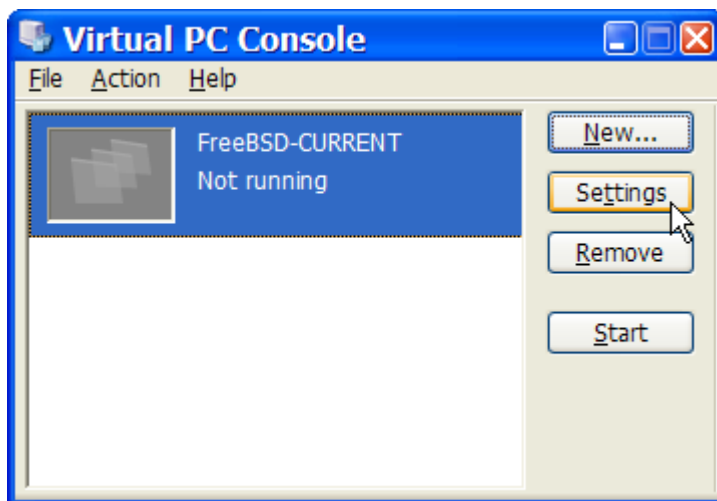 Virtual PC Console
File Action Help
FreeBSD-CURRENT
Not running
New...
Settings
Remove
Start